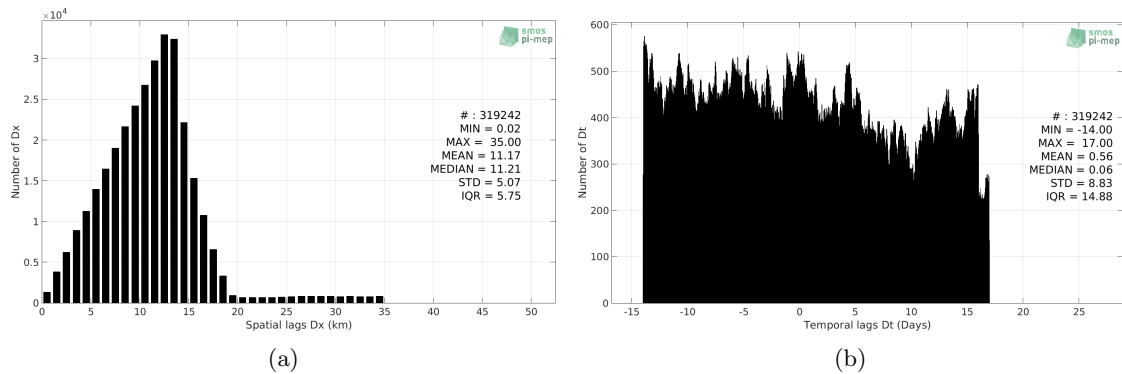 ×10⁴
3
2.5
2
1.5
1
0.5
0
Number of Dx
0 5 10 15 20 25 30 35 40 45 50
Spatial lags Dx (km)
smos
pi-mep
# : 319242
MIN = 0.02
MAX = 35.00
MEAN = 11.17
MEDIAN = 11.21
STD = 5.07
IQR = 5.75
(a)
600
500
400
300
200
100
0
Number of Dt
-15 -10 -5 0 5 10 15 20 25
Temporal lags Dt (Days)
smos
pi-mep
# : 319242
MIN = -14.00
MAX = 17.00
MEAN = 0.56
MEDIAN = 0.06
STD = 8.83
IQR = 14.88
(b)